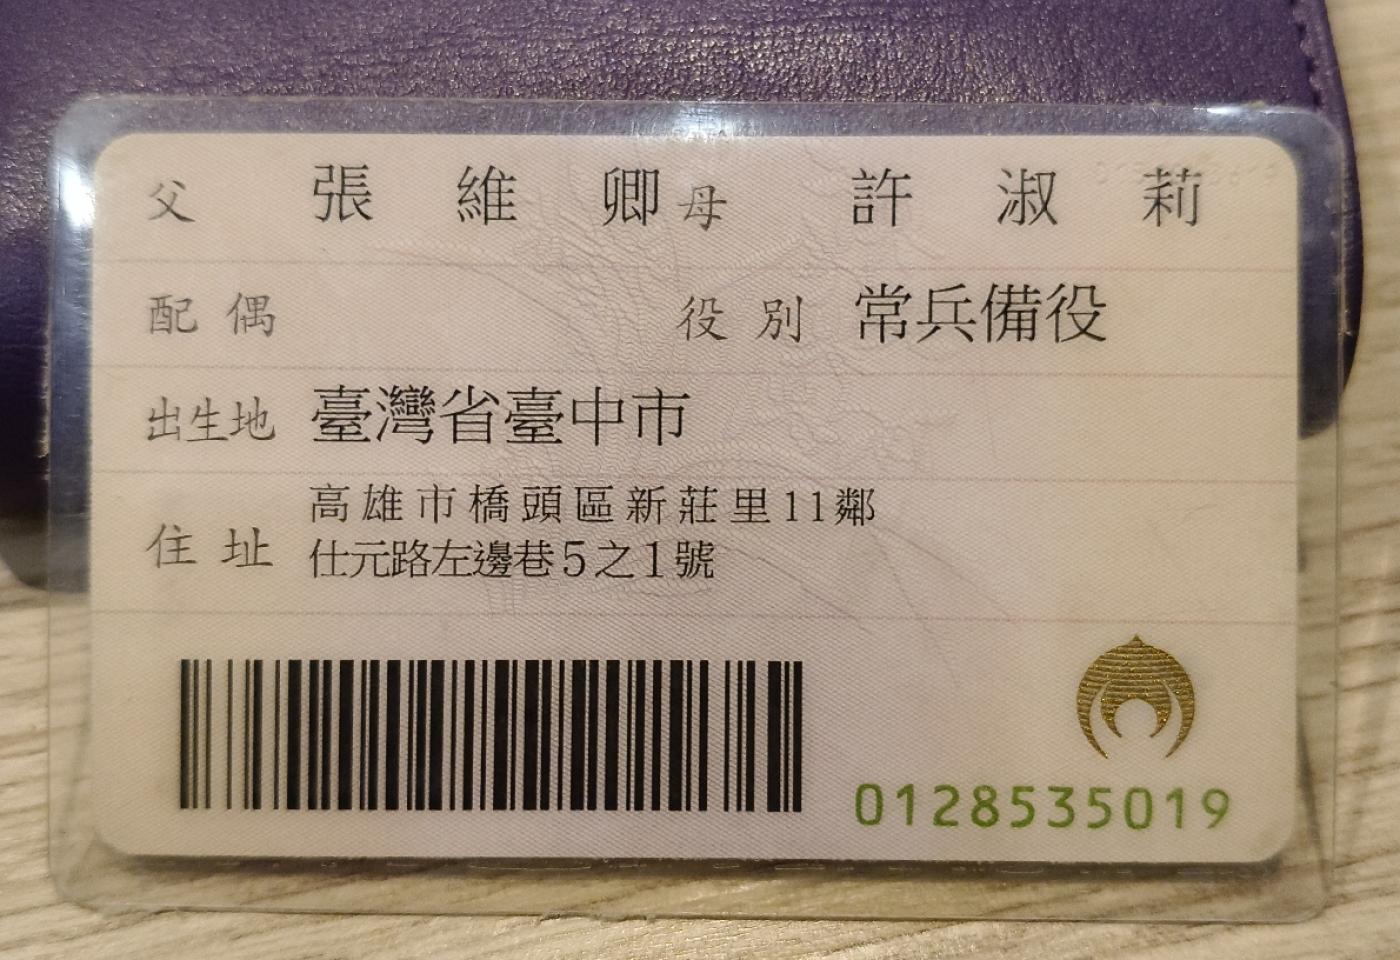 父 張維卿 母 許淑莉
配偶 役別 常兵備役
出生地 臺灣省臺中市
住址 高雄市橋頭區新莊里11鄰
仕元路左邊巷5之1號
0128535019